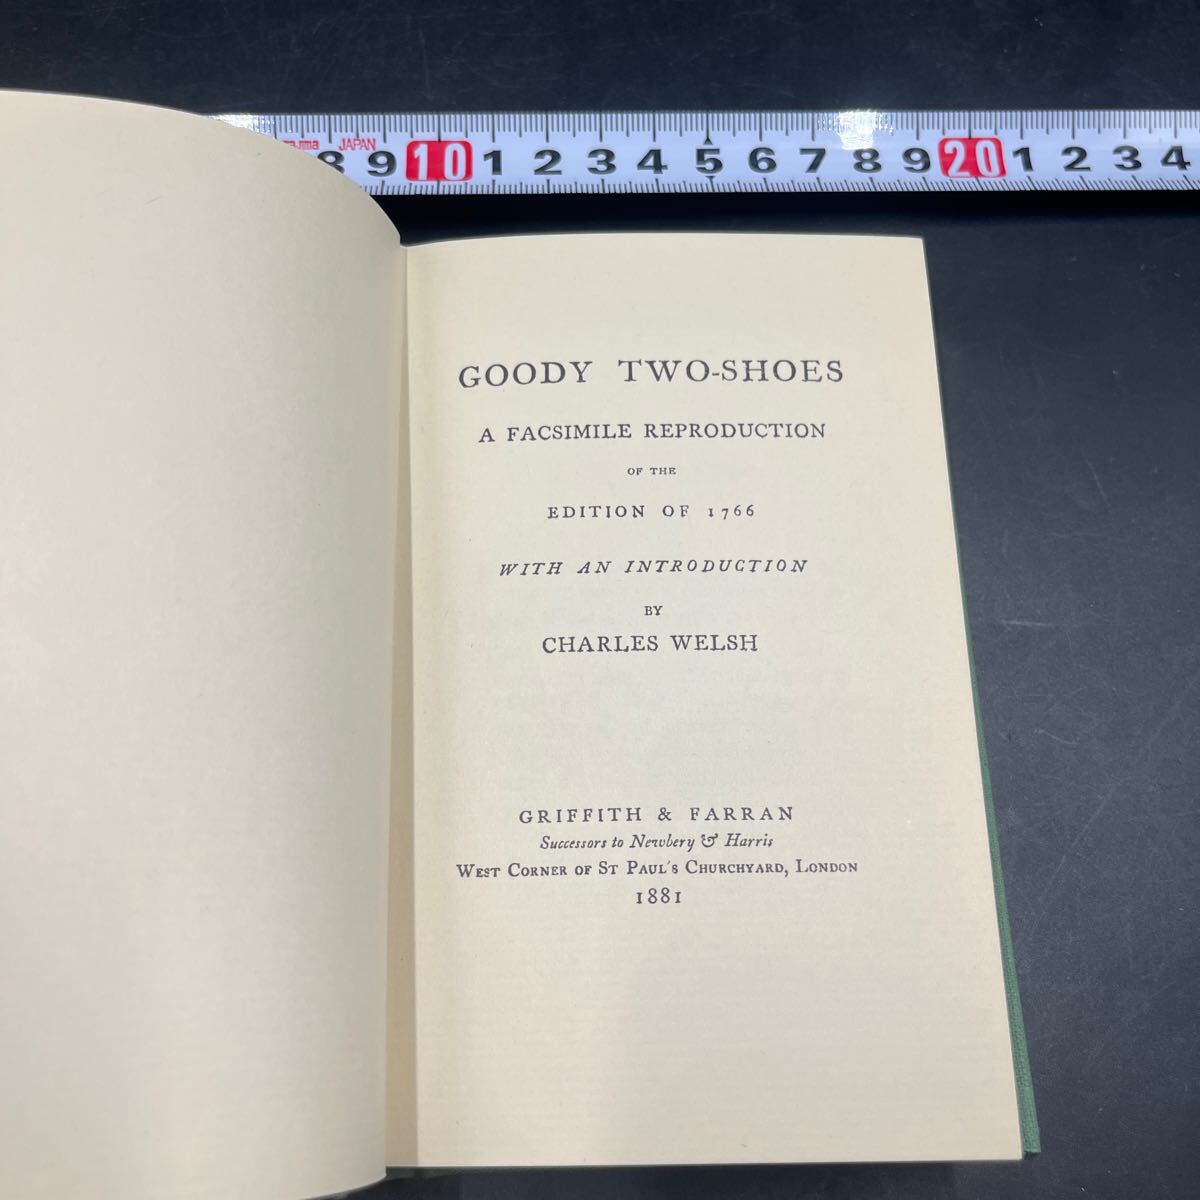 JAPAN
8 9 10 1 2 3 4 5 6 7 8 9 20 1 2 3 4
GOODY TWO-SHOES
A FACSIMILE REPRODUCTION
OF THE
EDITION OF 1766
WITH AN INTRODUCTION
BY
CHARLES WELSH
GRIFFITH & FARRAN
Successors to Newbery & Harris
WEST CORNER OF ST PAUL'S CHURCHYARD, LONDON
1881